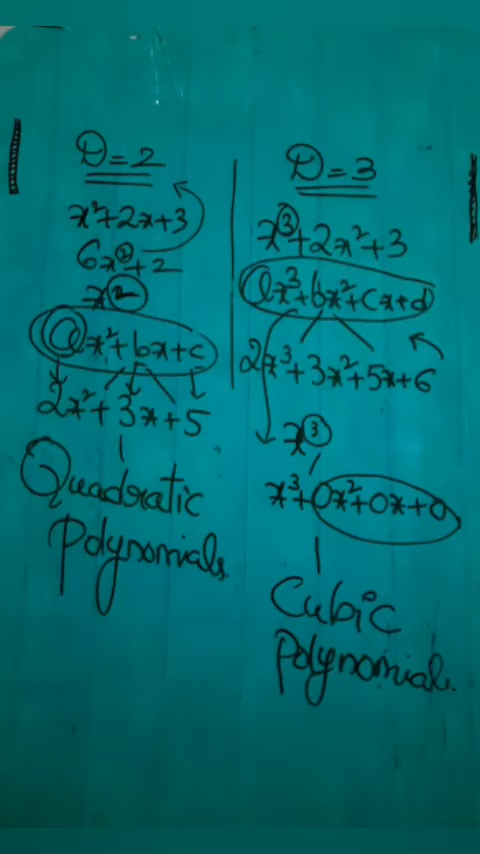 D=2
x²+2x+3
6x²+2
x²
ax²+bx+c
2x²+3x+5
Quadratic
Polynomials.
D=3
x³+2x²+3
ax³+bx²+cx+d
2x³+3x²+5x+6
x³
x³+0x²+0x+0
Cubic
Polynomials.